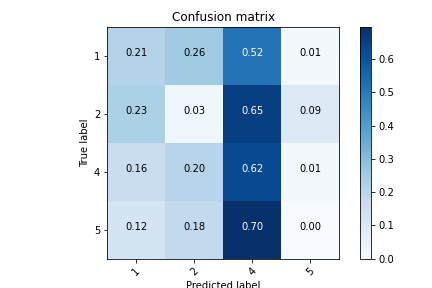 Confusion matrix
1 0.21 0.26 0.52 0.01
2 0.23 0.03 0.65 0.09
4 0.16 0.20 0.62 0.01
5 0.12 0.18 0.70 0.00
True label
1 2 4 5
Predicted label
0.6
0.5
0.4
0.3
0.2
0.1
0.0